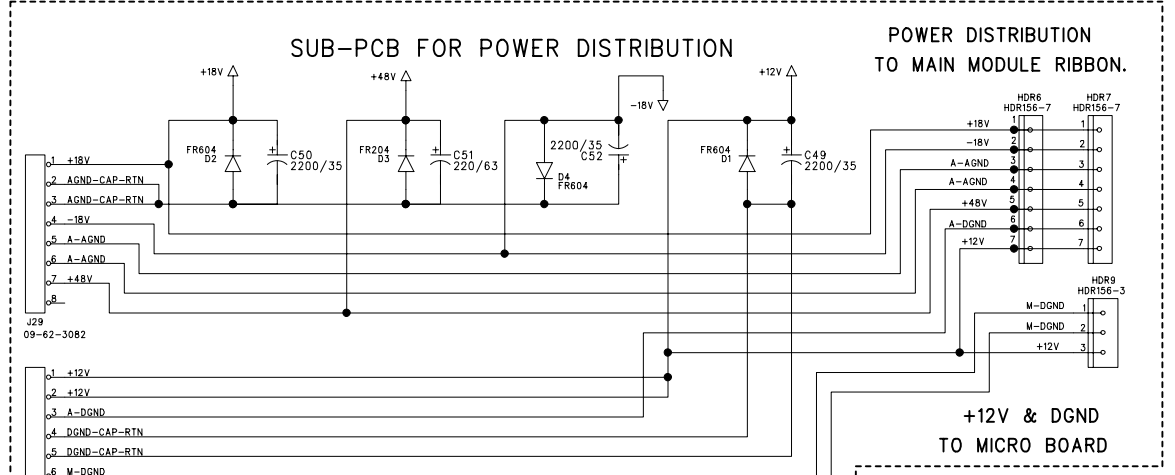 SUB-PCB FOR POWER DISTRIBUTION
POWER DISTRIBUTION
TO MAIN MODULE RIBBON.
+18V
+48V
-18V
+12V
FR604
D2
C50
2200/35
FR204
D3
C51
220/63
2200/35
C52
D4
FR604
FR604
D1
C49
2200/35
HDR6
HDR156-7
HDR7
HDR156-7
+18V 1 1
-18V 2 2
A-AGND 3 3
A-AGND 4 4
+48V 5 5
A-DGND 6 6
+12V 7 7
1 +18V
2 AGND-CAP-RTN
3 AGND-CAP-RTN
4 -18V
5 A-AGND
6 A-AGND
7 +48V
8
J29
09-62-3082
HDR9
HDR156-3
M-DGND 1
M-DGND 2
+12V 3
1 +12V
2 +12V
3 A-DGND
4 DGND-CAP-RTN
5 DGND-CAP-RTN
6 M-DGND
+12V & DGND
TO MICRO BOARD